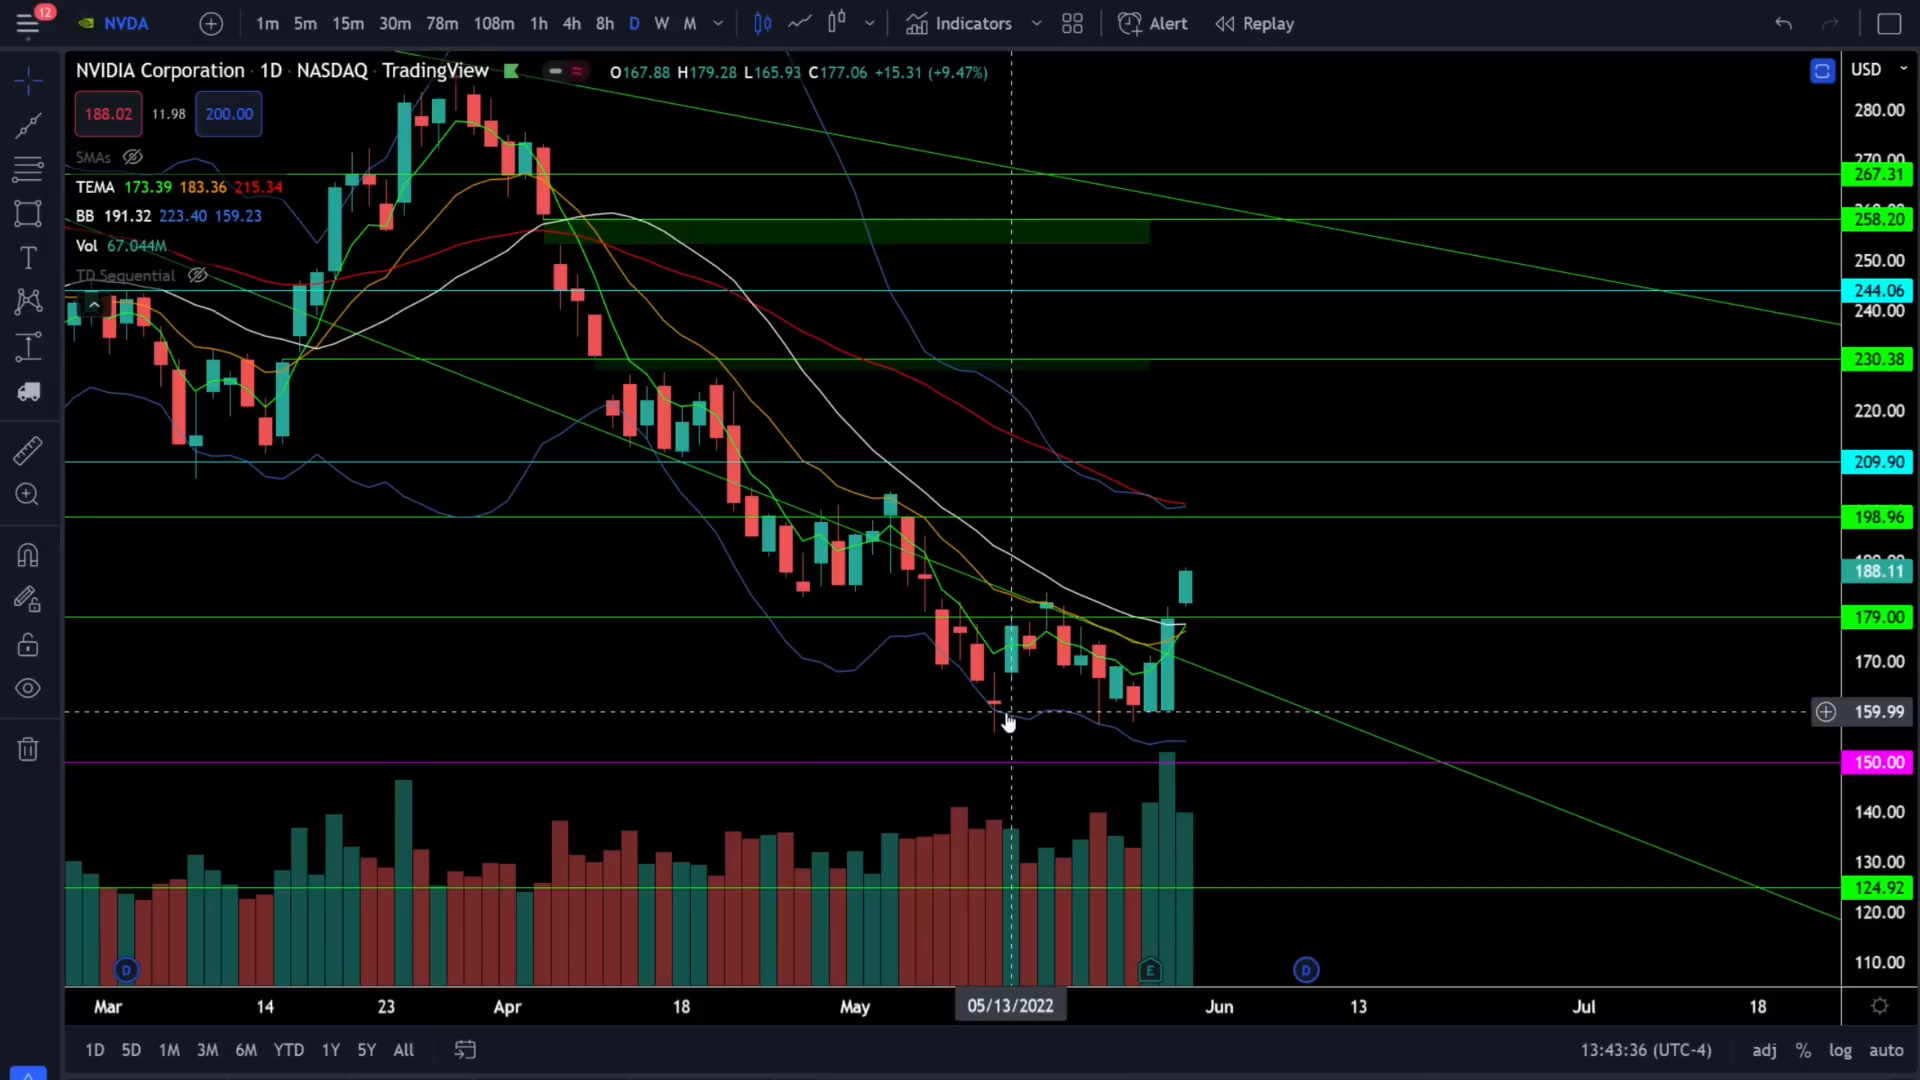 12
NVDA 1m 5m 15m 30m 78m 108m 1h 4h 8h D W M Indicators Alert Replay
NVIDIA Corporation · 1D · NASDAQ · TradingView O167.88 H179.28 L165.93 C177.06 +15.31 (+9.47%)
USD
188.02 11.98 200.00
SMAs
TEMA 173.39 183.36 215.34
BB 191.32 223.40 159.23
Vol 67.044M
TD Sequential
280.00
270.00
267.31
258.20
250.00
244.06
240.00
230.38
220.00
209.90
198.96
188.11
179.00
170.00
159.99
150.00
140.00
130.00
124.92
120.00
110.00
D E D
Mar 14 23 Apr 18 May 05/13/2022 Jun 13 Jul 18
1D 5D 1M 3M 6M YTD 1Y 5Y All 13:43:36 (UTC-4) adj % log auto